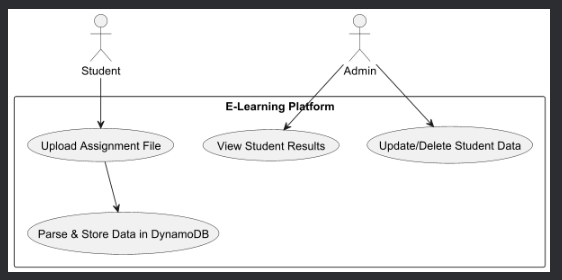 Student
Admin
E-Learning Platform
Upload Assignment File
View Student Results
Update/Delete Student Data
Parse & Store Data in DynamoDB